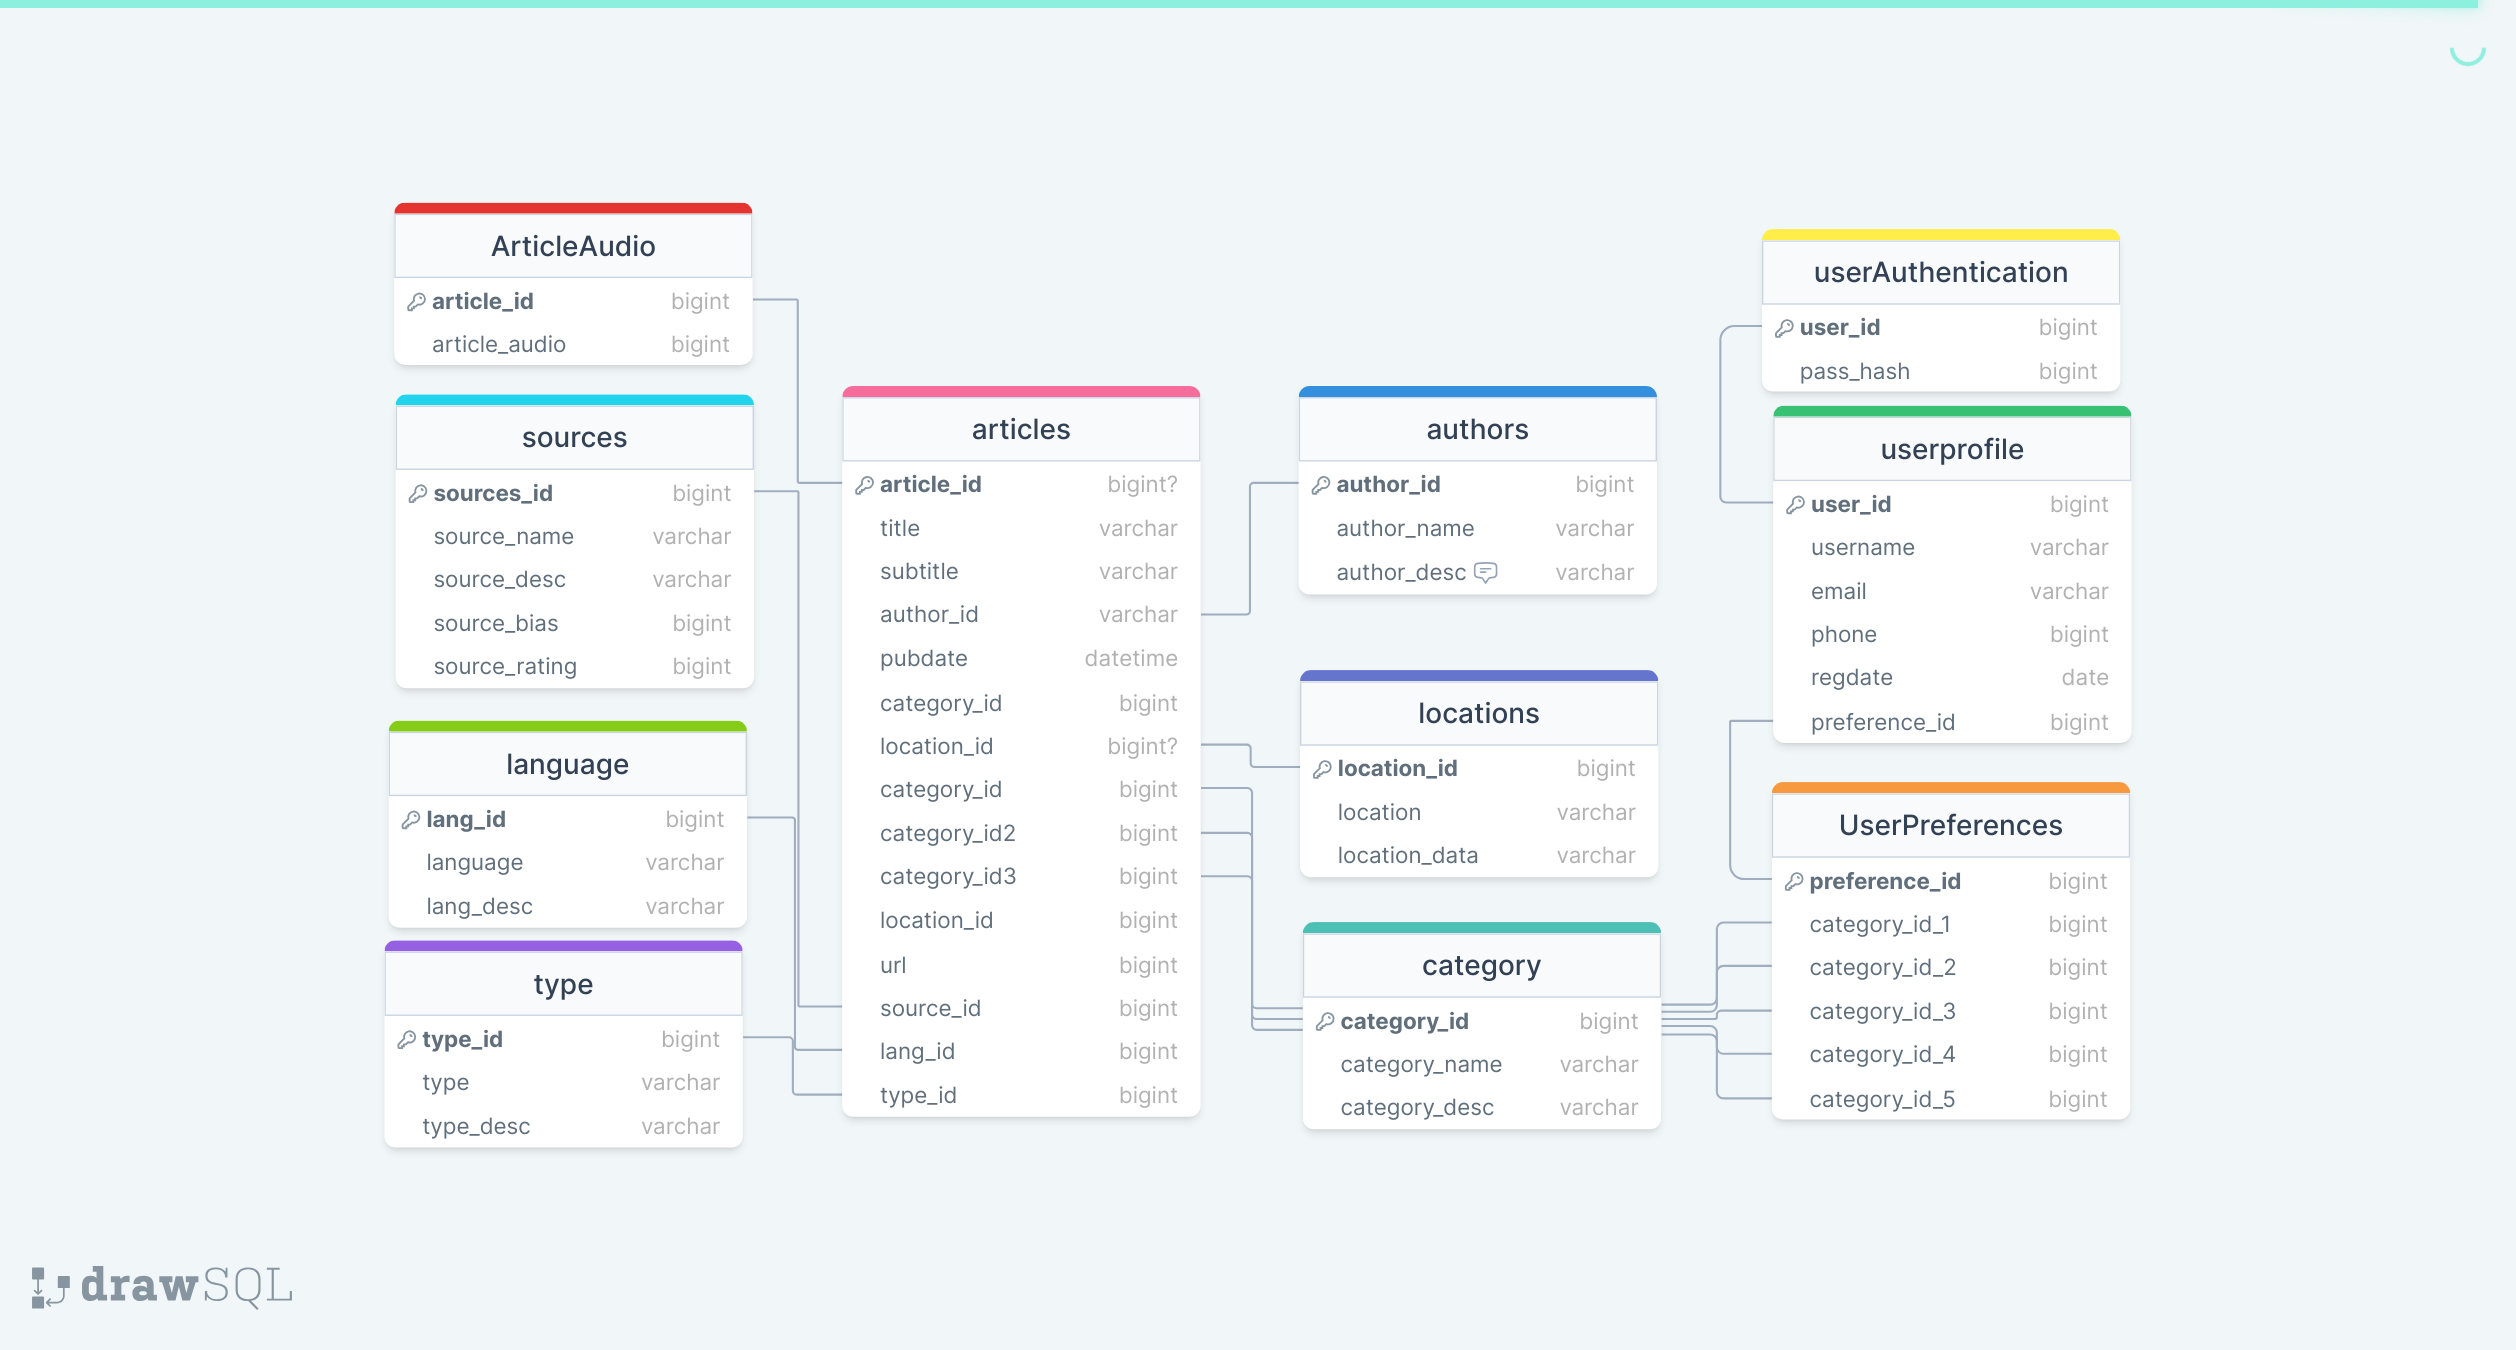 ArticleAudio
article_id bigint
article_audio bigint
sources
sources_id bigint
source_name varchar
source_desc varchar
source_bias bigint
source_rating bigint
language
lang_id bigint
language varchar
lang_desc varchar
type
type_id bigint
type varchar
type_desc varchar
articles
article_id bigint?
title varchar
subtitle varchar
author_id varchar
pubdate datetime
category_id bigint
location_id bigint?
category_id bigint
category_id2 bigint
category_id3 bigint
location_id bigint
url bigint
source_id bigint
lang_id bigint
type_id bigint
authors
author_id bigint
author_name varchar
author_desc varchar
locations
location_id bigint
location varchar
location_data varchar
category
category_id bigint
category_name varchar
category_desc varchar
userAuthentication
user_id bigint
pass_hash bigint
userprofile
user_id bigint
username varchar
email varchar
phone bigint
regdate date
preference_id bigint
UserPreferences
preference_id bigint
category_id_1 bigint
category_id_2 bigint
category_id_3 bigint
category_id_4 bigint
category_id_5 bigint
drawSQL